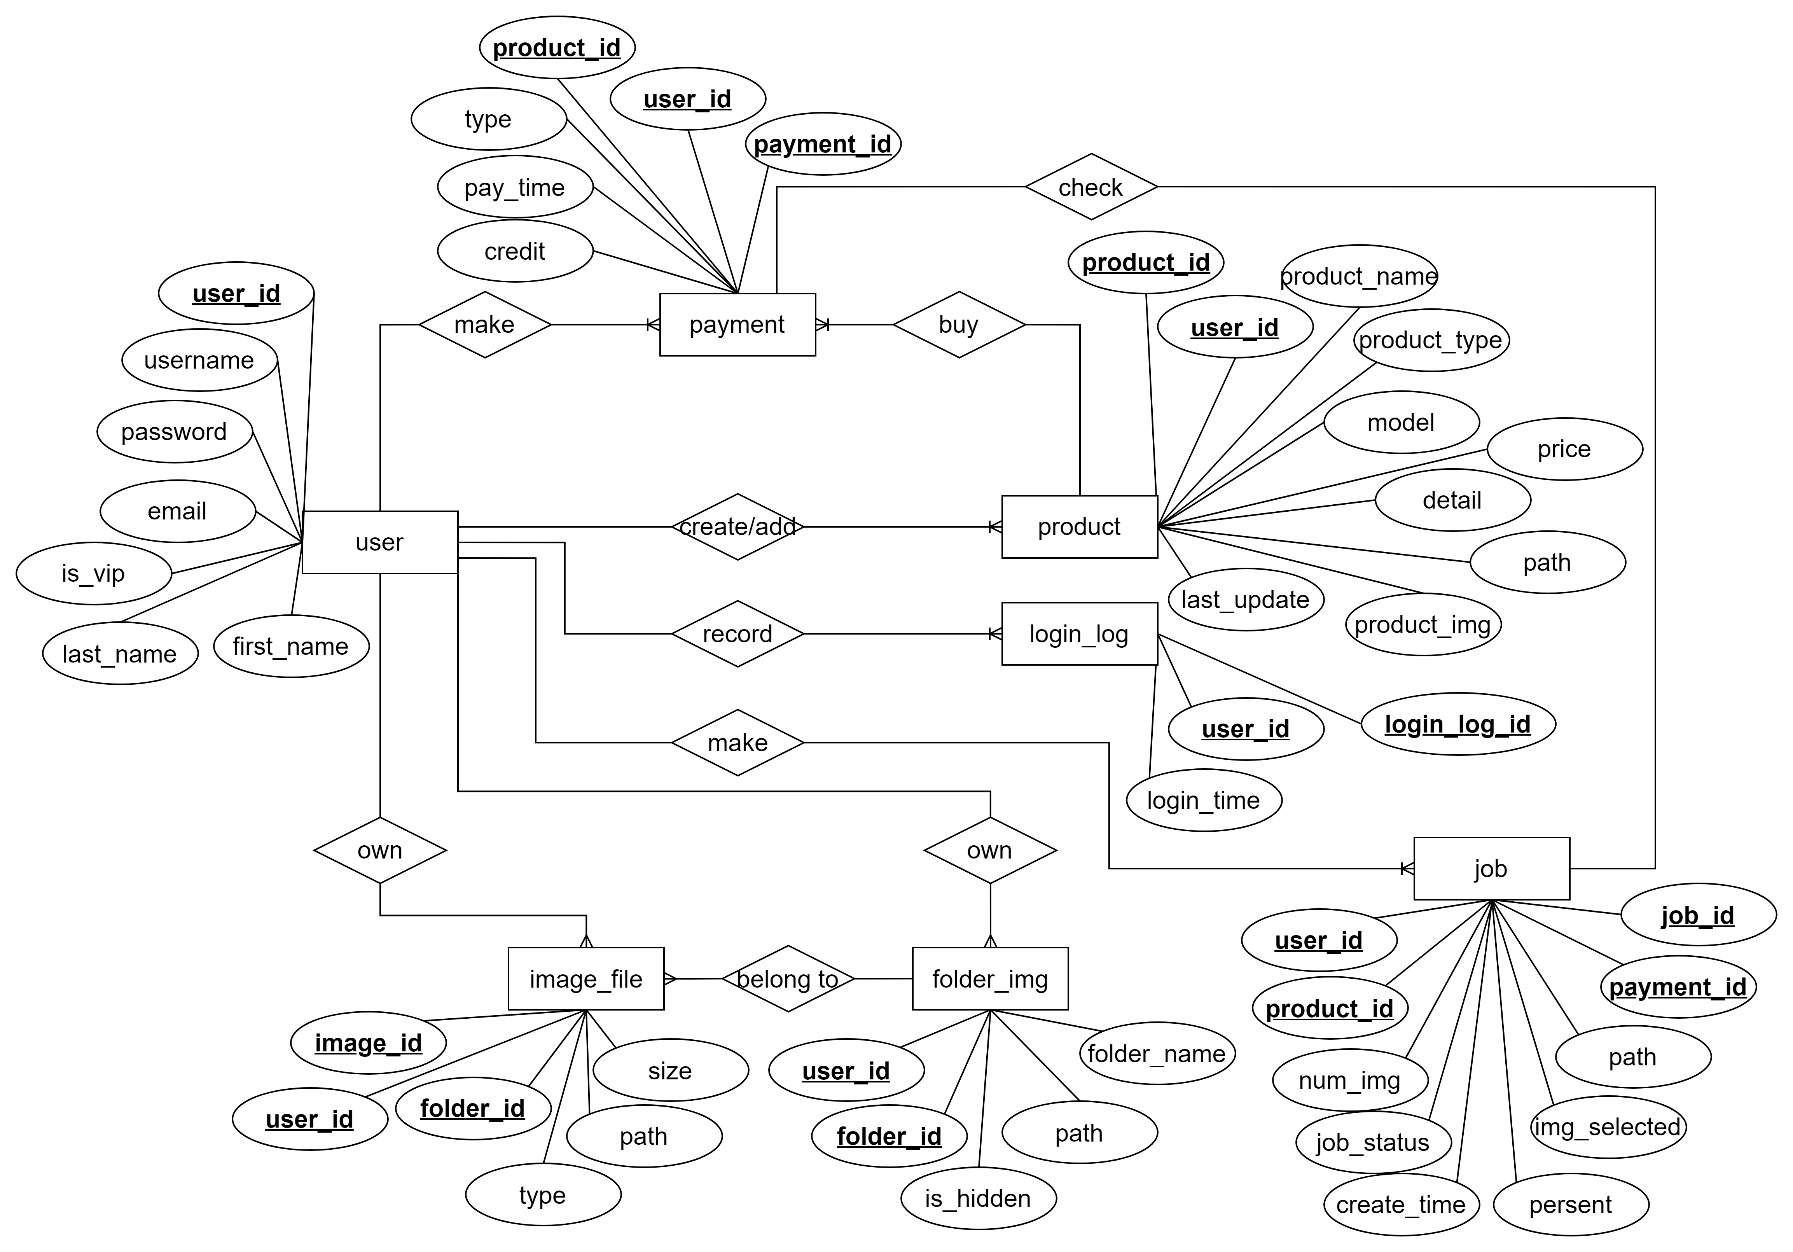 product_id
user_id
type
payment_id
pay_time
check
credit
product_id
product_name
user_id
user_id
make
payment
buy
product_type
username
model
password
price
email
detail
create/add
product
user
is_vip
path
last_update
product_img
record
login_log
first_name
last_name
user_id
login_log_id
make
login_time
own
own
job
job_id
user_id
image_file
belong to
folder_img
payment_id
product_id
image_id
folder_name
size
user_id
path
num_img
folder_id
user_id
path
folder_id
path
img_selected
job_status
type
is_hidden
create_time
persent